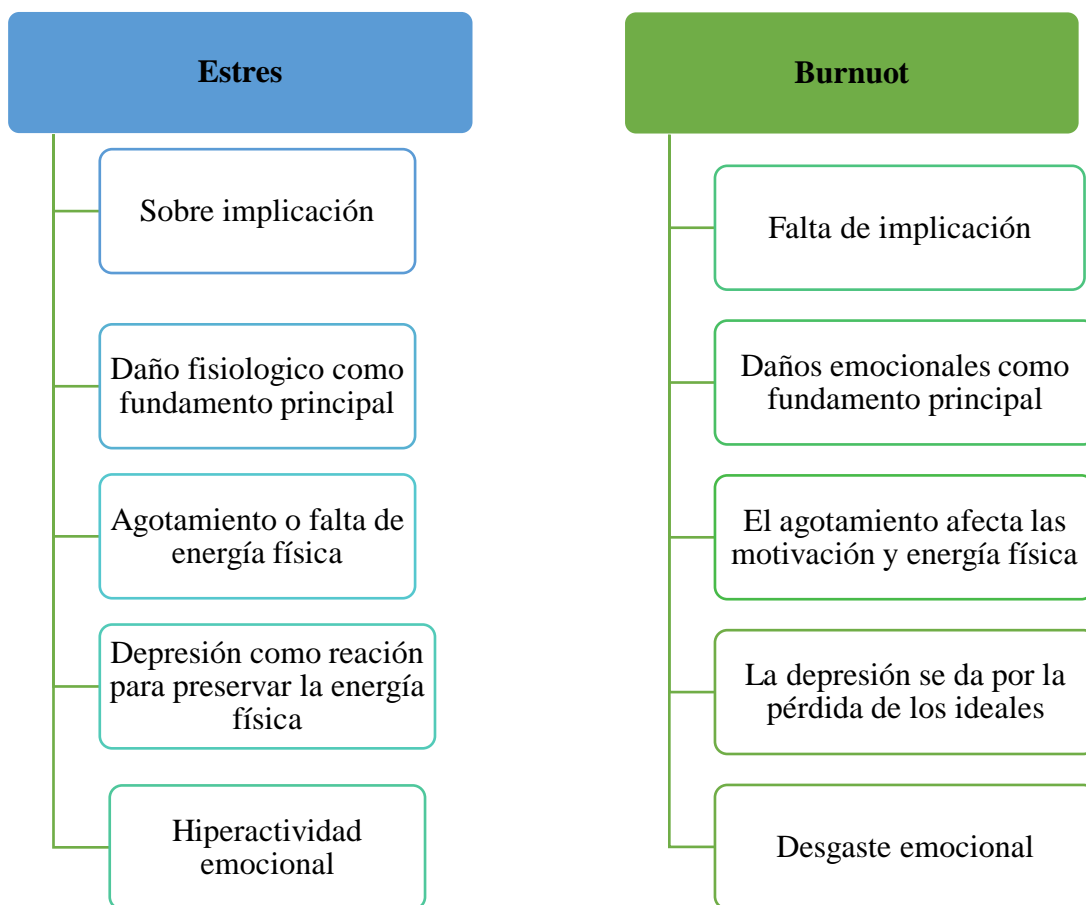 Estres
Sobre implicación
Daño fisiologico como
fundamento principal
Agotamiento o falta de
energía física
Depresión como reación
para preservar la energía
física
Hiperactividad
emocional
Burnuot
Falta de implicación
Daños emocionales como
fundamento principal
El agotamiento afecta las
motivación y energía física
La depresión se da por la
pérdida de los ideales
Desgaste emocional